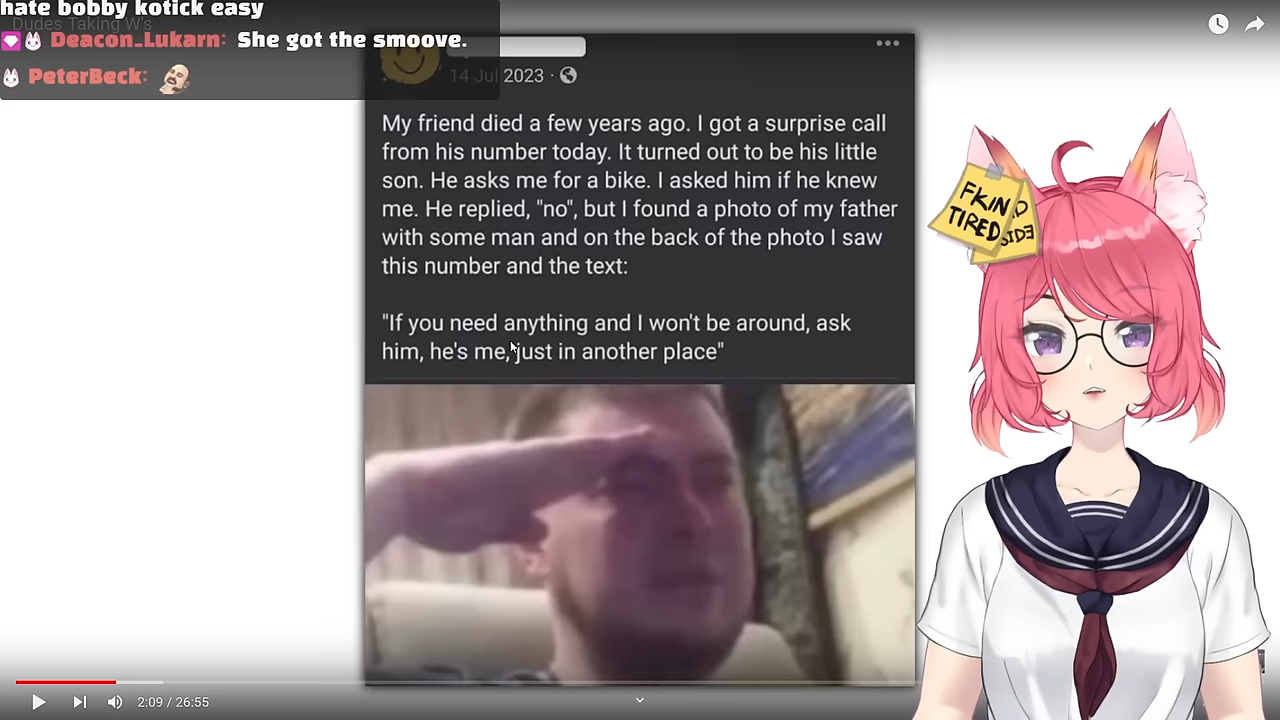 hate bobby kotick easy
Dudes Taking W's
Deacon_Lukarn: She got the smoove.
PeterBeck:
14 Jul 2023 ·
My friend died a few years ago. I got a surprise call
from his number today. It turned out to be his little
son. He asks me for a bike. I asked him if he knew
me. He replied, "no", but I found a photo of my father
with some man and on the back of the photo I saw
this number and the text:
"If you need anything and I won't be around, ask
him, he's me, just in another place"
FKIN
TIRED
SIDE
2:09 / 26:55